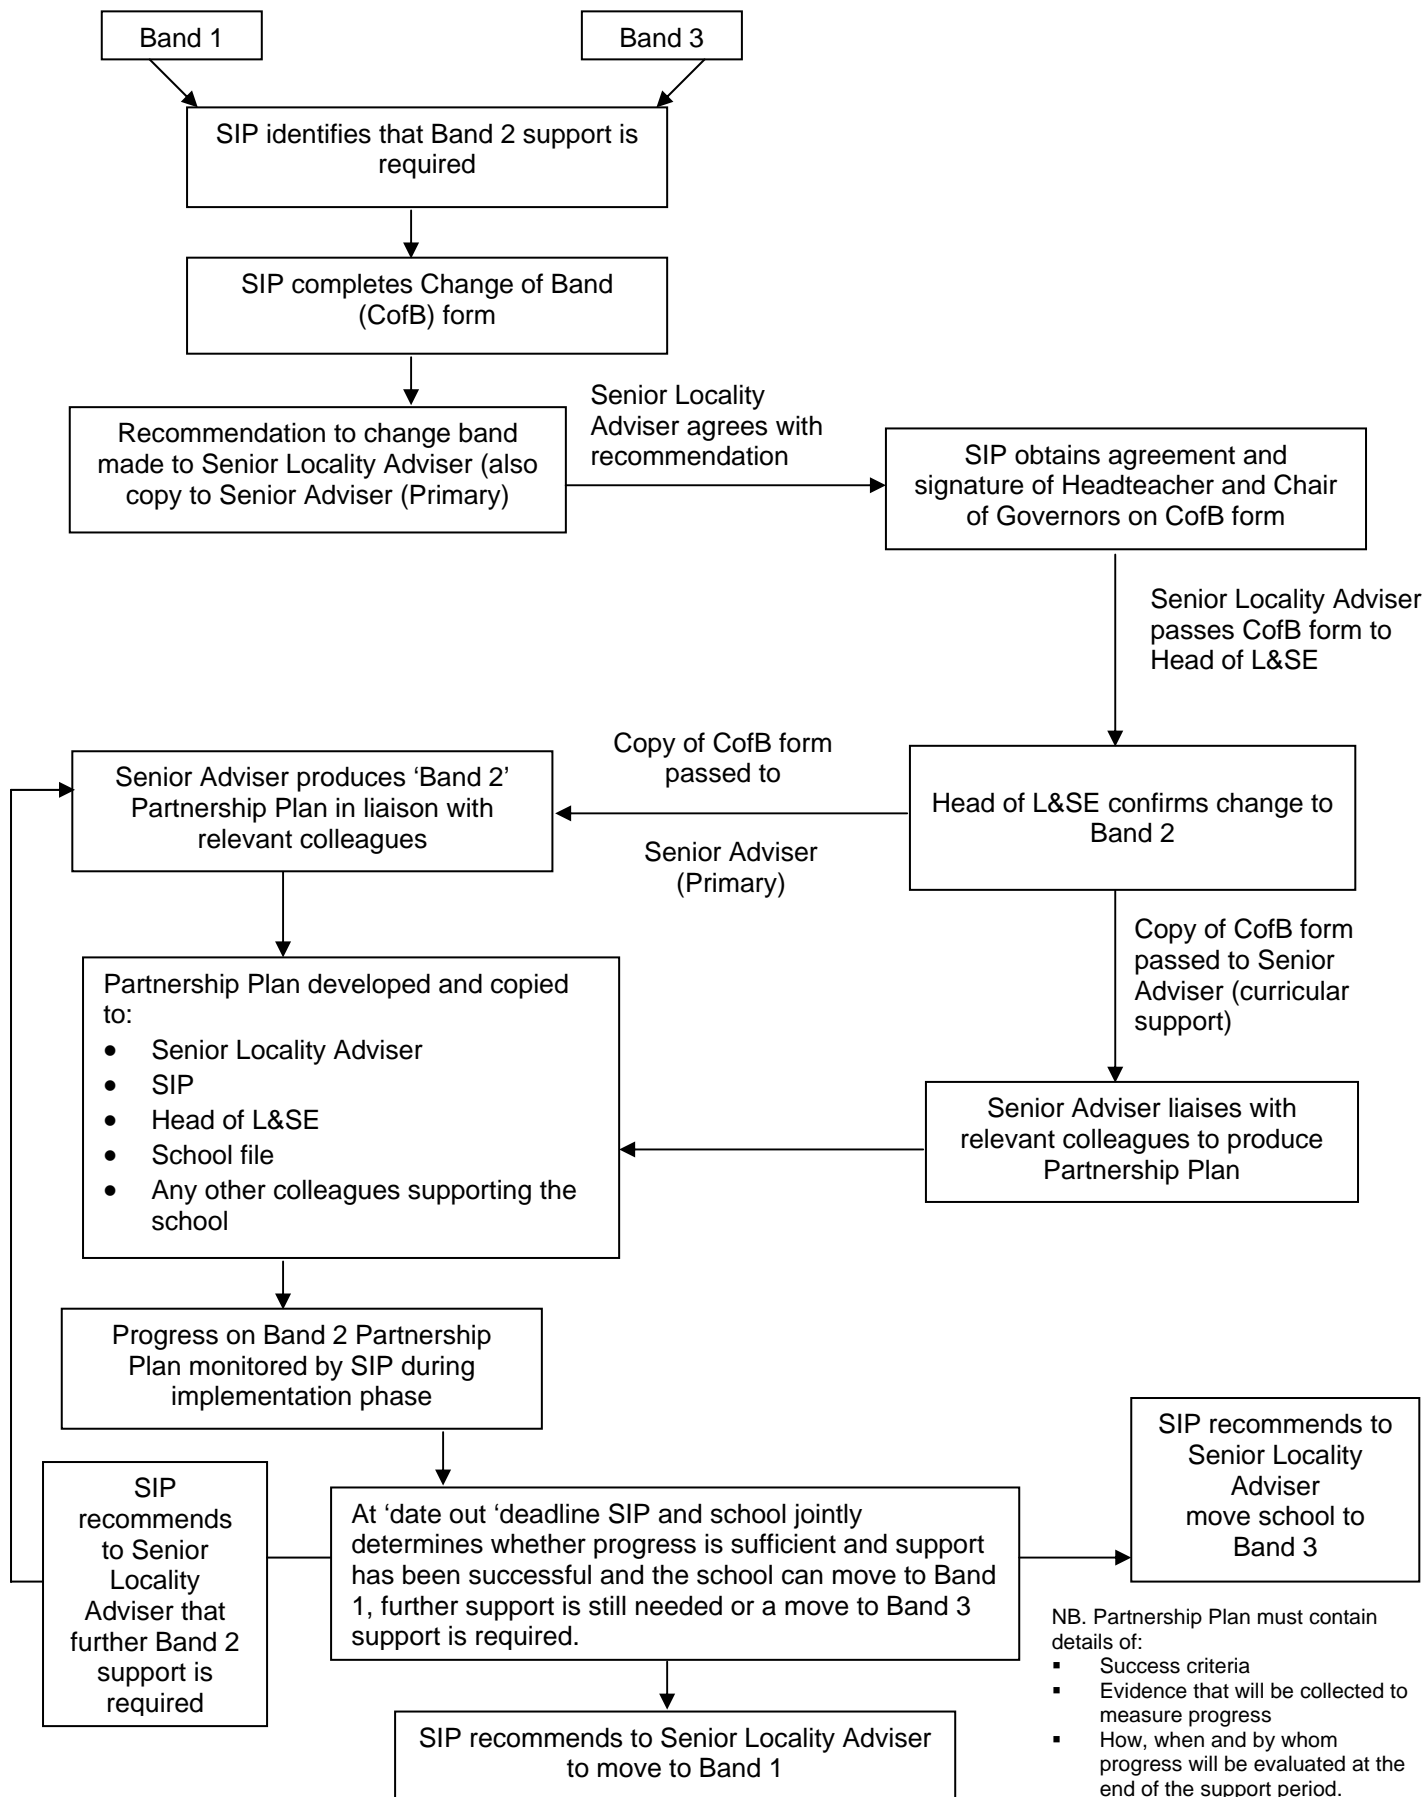 Band 1
Band 3
SIP identifies that Band 2 support is
required
SIP completes Change of Band
(CofB) form
Recommendation to change band
made to Senior Locality Adviser (also
copy to Senior Adviser (Primary)
Senior Locality
Adviser agrees with
recommendation
SIP obtains agreement and
signature of Headteacher and Chair
of Governors on CofB form
Senior Locality Adviser
passes CofB form to
Head of L&SE
Head of L&SE confirms change to
Band 2
Copy of CofB form
passed to
Senior Adviser
(Primary)
Senior Adviser produces ‘Band 2’
Partnership Plan in liaison with
relevant colleagues
Copy of CofB form
passed to Senior
Adviser (curricular
support)
Senior Adviser liaises with
relevant colleagues to produce
Partnership Plan
Partnership Plan developed and copied
to:
• Senior Locality Adviser
• SIP
• Head of L&SE
• School file
• Any other colleagues supporting the
school
Progress on Band 2 Partnership
Plan monitored by SIP during
implementation phase
At ‘date out ‘deadline SIP and school jointly
determines whether progress is sufficient and support
has been successful and the school can move to Band
1, further support is still needed or a move to Band 3
support is required.
SIP
recommends
to Senior
Locality
Adviser that
further Band 2
support is
required
SIP recommends to
Senior Locality
Adviser
move school to
Band 3
SIP recommends to Senior Locality Adviser
to move to Band 1
NB. Partnership Plan must contain
details of:
▪ Success criteria
▪ Evidence that will be collected to
measure progress
▪ How, when and by whom
progress will be evaluated at the
end of the support period.